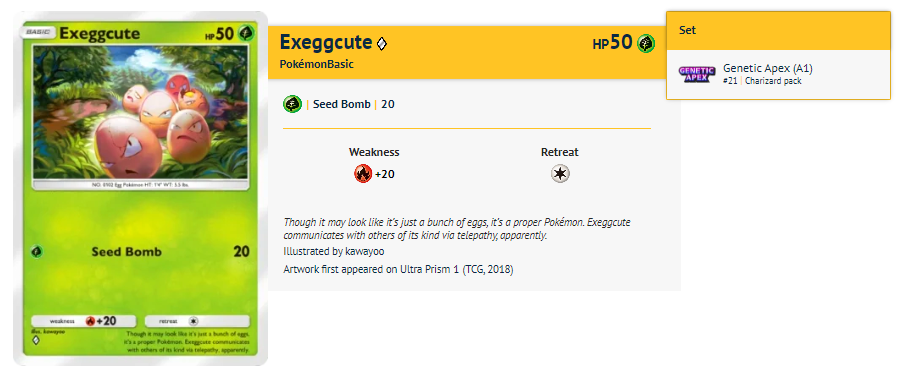 BASIC Exeggcute HP 50
NO. 0102 Egg Pokémon HT: 1'4" WT: 5.5 lbs.
Seed Bomb 20
weakness +20 retreat
Illus. kawayoo
Though it may look like it's just a bunch of eggs,
it's a proper Pokémon. Exeggcute communicates
with others of its kind via telepathy, apparently.
Exeggcute HP 50
PokémonBasic
| Seed Bomb | 20
Weakness Retreat
+20
Though it may look like it's just a bunch of eggs, it's a proper Pokémon. Exeggcute
communicates with others of its kind via telepathy, apparently.
Illustrated by kawayoo
Artwork first appeared on Ultra Prism 1 (TCG, 2018)
Set
GENETIC APEX
Genetic Apex (A1)
#21 | Charizard pack